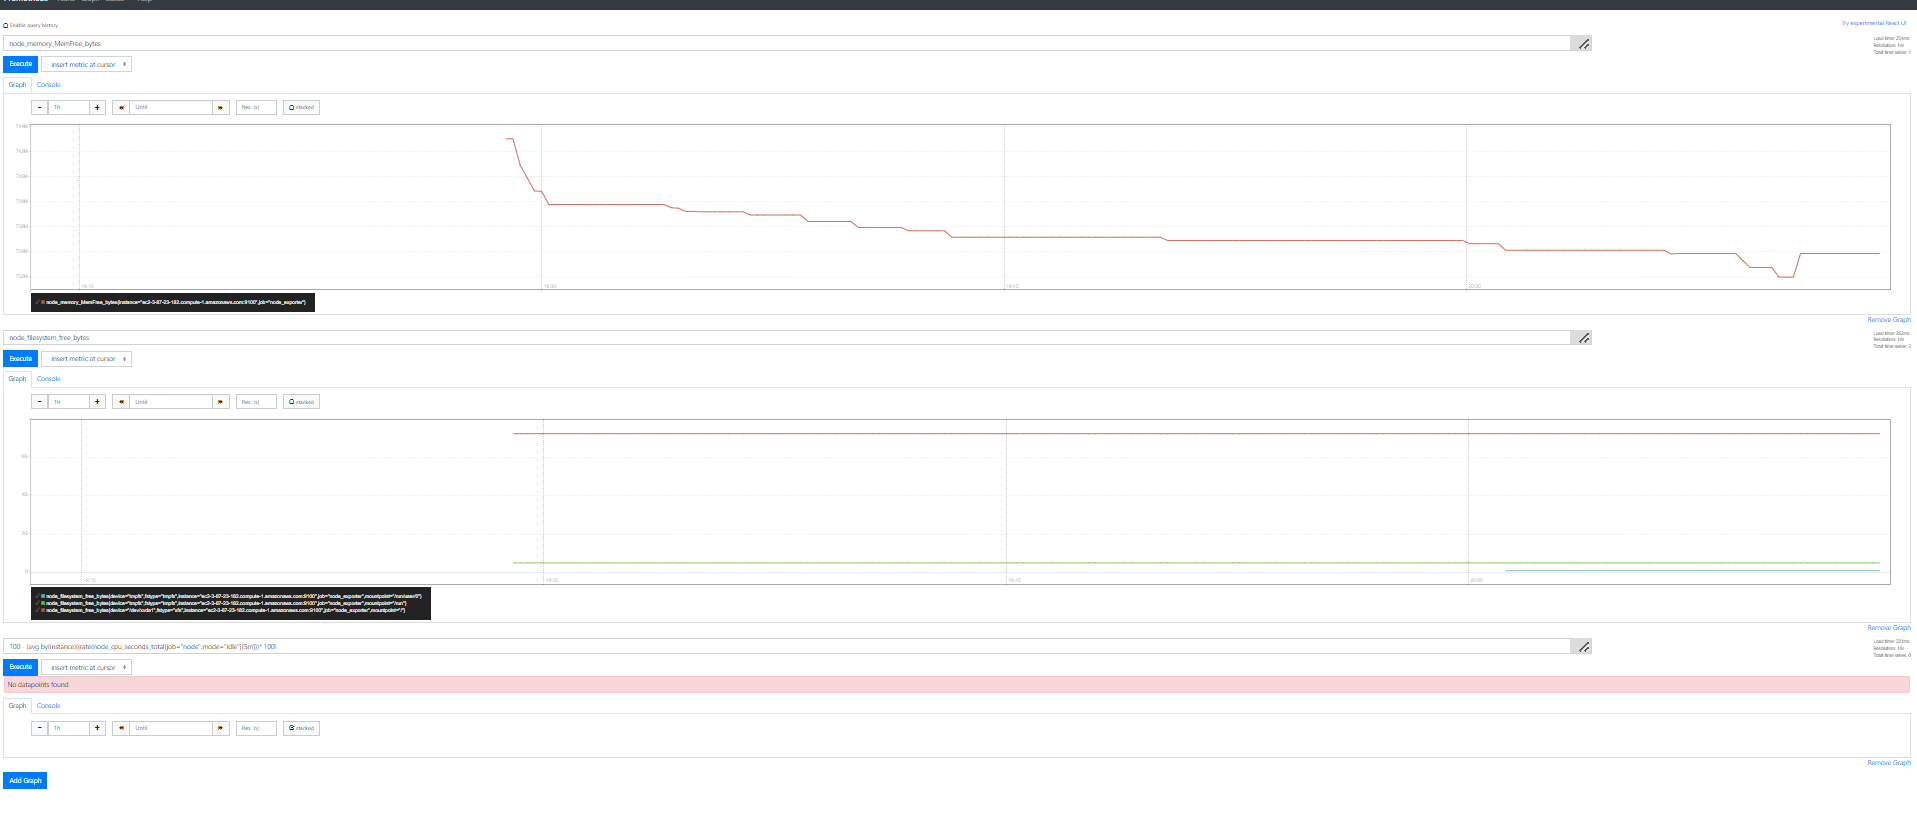 Enable query history
Try experimental React UI
node_memory_MemFree_bytes
Load time: 254ms
Resolution: 14s
Total time series: 1
Execute
- insert metric at cursor -
Graph
Console
1h
Until
Res. (s)
stacked
744M
742M
740M
738M
736M
734M
732M
19:15
19:30
19:45
20:00
node_memory_MemFree_bytes{instance="ec2-3-87-23-182.compute-1.amazonaws.com:9100",job="node_exporter"}
Remove Graph
node_filesystem_free_bytes
Load time: 262ms
Resolution: 14s
Total time series: 3
Execute
- insert metric at cursor -
Graph
Console
1h
Until
Res. (s)
stacked
6G
4G
2G
0
19:15
19:30
19:45
20:00
node_filesystem_free_bytes{device="tmpfs",fstype="tmpfs",instance="ec2-3-87-23-182.compute-1.amazonaws.com:9100",job="node_exporter",mountpoint="/run/user/0"}
node_filesystem_free_bytes{device="tmpfs",fstype="tmpfs",instance="ec2-3-87-23-182.compute-1.amazonaws.com:9100",job="node_exporter",mountpoint="/run"}
node_filesystem_free_bytes{device="/dev/xvda1",fstype="xfs",instance="ec2-3-87-23-182.compute-1.amazonaws.com:9100",job="node_exporter",mountpoint="/"}
Remove Graph
100 - (avg by(instance)(rate(node_cpu_seconds_total{job="node",mode="idle"}[5m]))* 100)
Load time: 221ms
Resolution: 14s
Total time series: 0
Execute
- insert metric at cursor -
No datapoints found.
Graph
Console
1h
Until
Res. (s)
stacked
Remove Graph
Add Graph